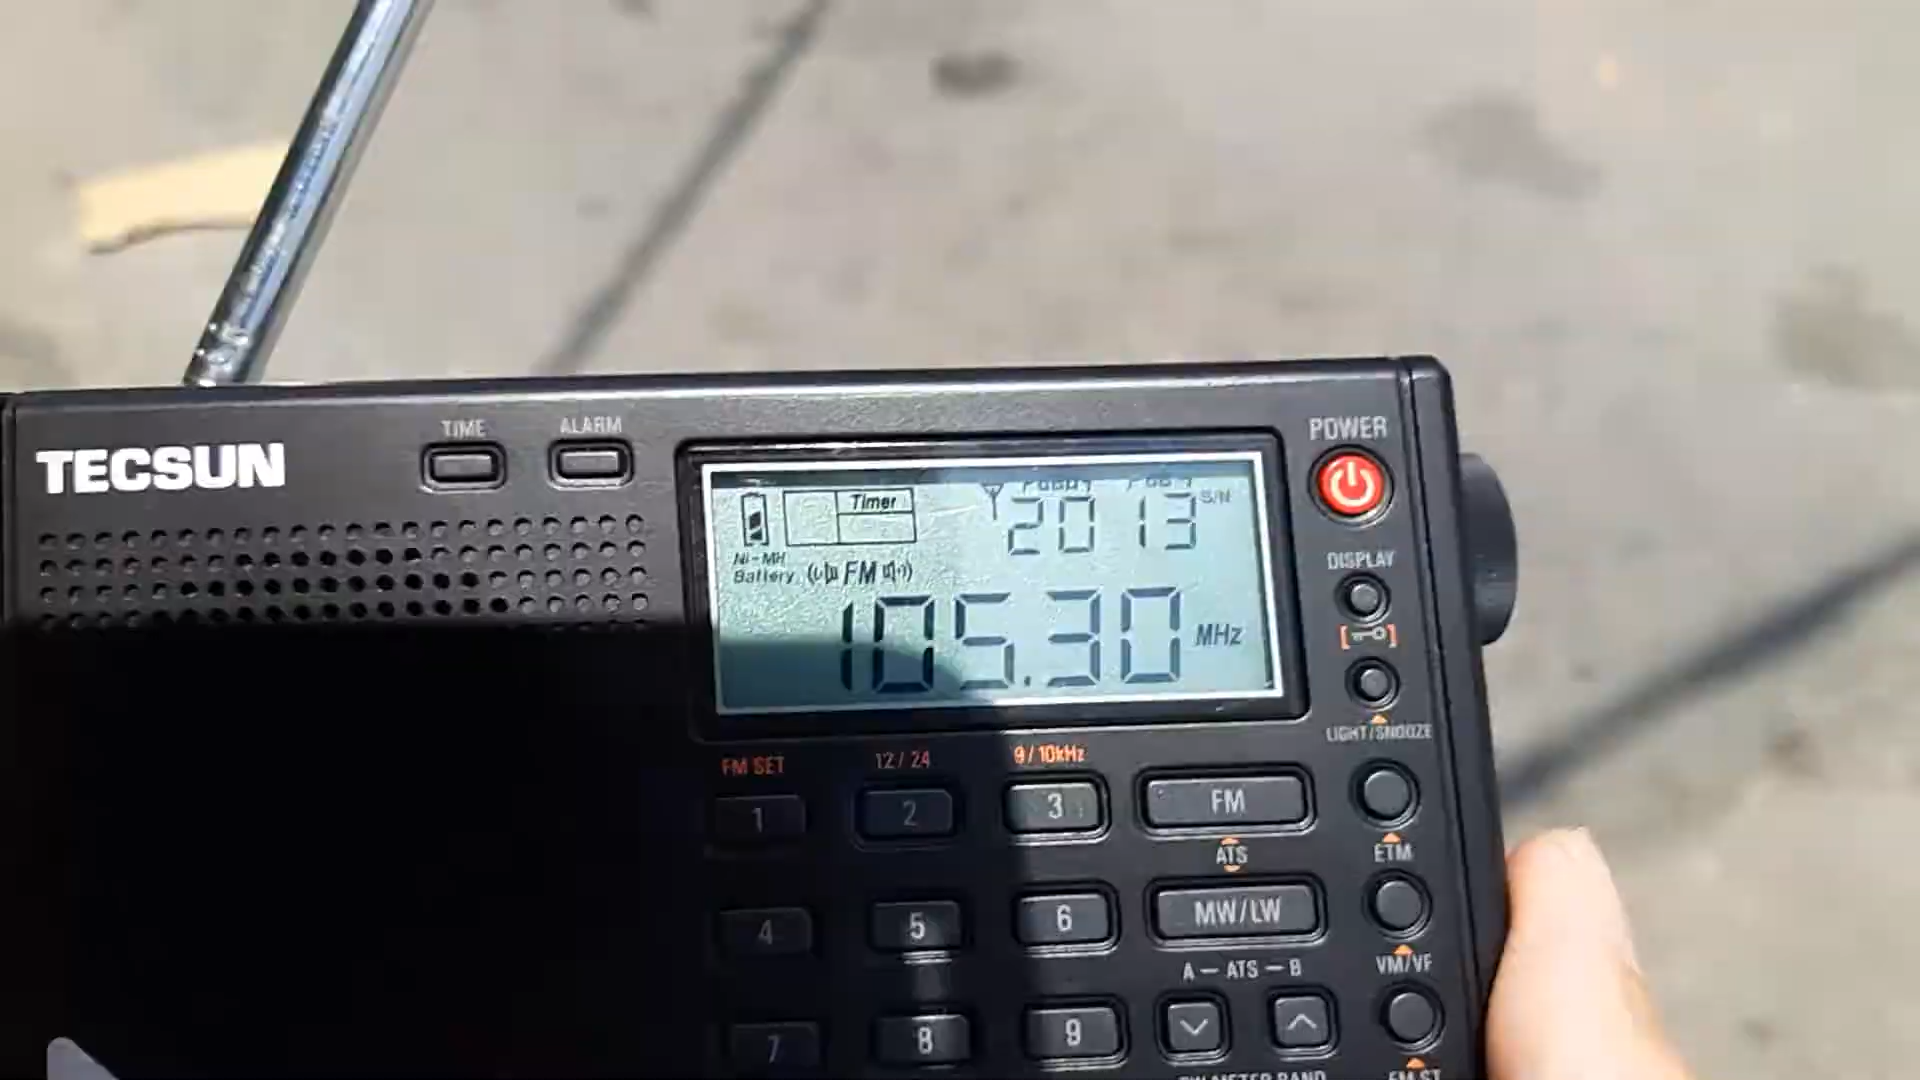 TECSUN
TIME
ALARM
POWER
Timer
20 13
S/N
Ni-MH
Battery
FM
105.30 MHz
DISPLAY
LIGHT/SNOOZE
FM SET
12/24
9/10kHz
1
2
3
FM
ATS
ETM
4
5
6
MW/LW
A — ATS — B
VM/VF
7
8
9